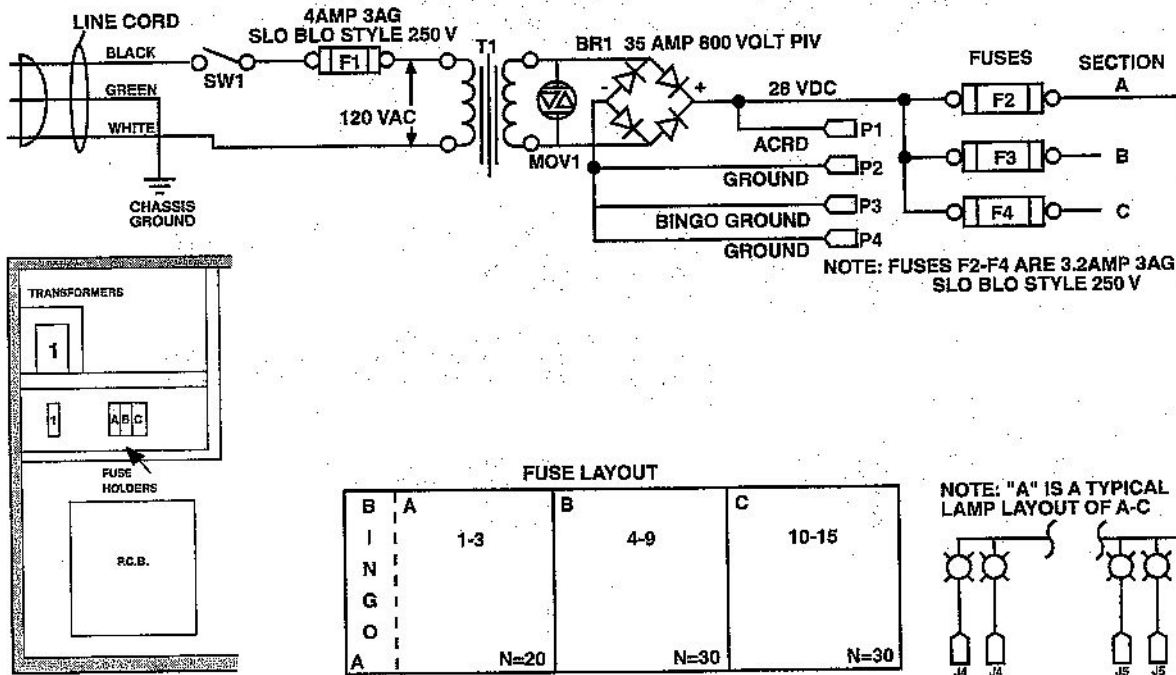 LINE CORD
BLACK
GREEN
WHITE
SW1
4AMP 3AG
SLO BLO STYLE 250 V
F1
120 VAC
CHASSIS
GROUND
T1
MOV1
BR1 35 AMP 800 VOLT PIV
-
+
28 VDC
P1
ACRD
P2
GROUND
P3
BINGO GROUND
P4
GROUND
FUSES
SECTION
F2
A
F3
B
F4
C
NOTE: FUSES F2-F4 ARE 3.2AMP 3AG
SLO BLO STYLE 250 V
TRANSFORMERS
1
1
A B C
FUSE
HOLDERS
P.C.B.
FUSE LAYOUT
B
I
N
G
O
A
A
1-3
N=20
B
4-9
N=30
C
10-15
N=30
NOTE: "A" IS A TYPICAL
LAMP LAYOUT OF A-C
J4 J4 J5 J5